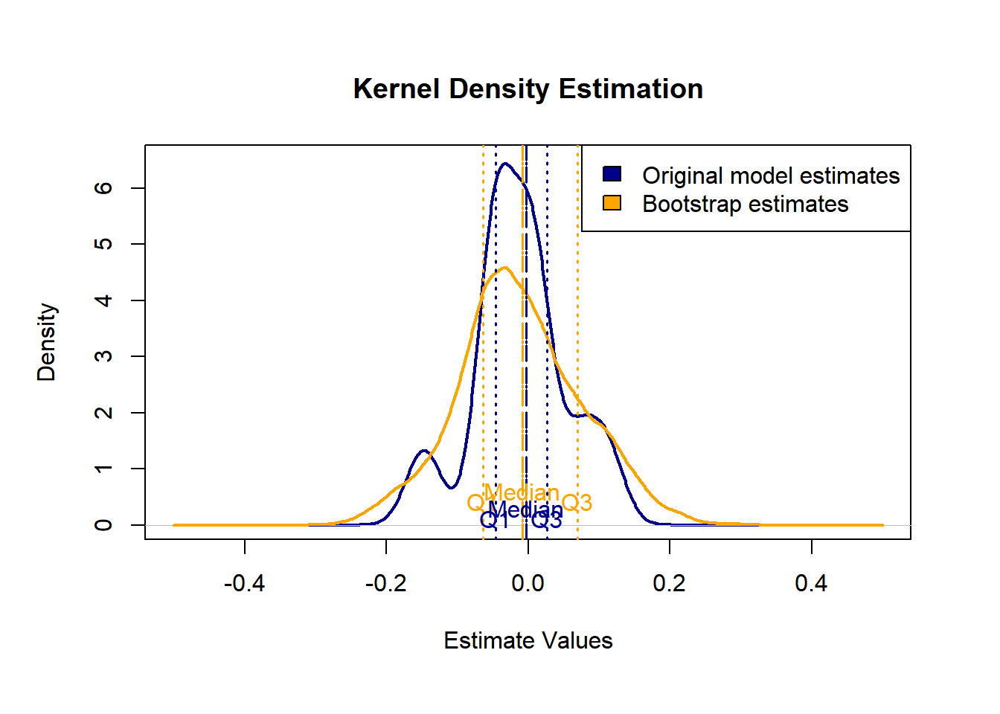 Kernel Density Estimation
Original model estimates
Bootstrap estimates
Density
6
5
4
3
2
1
0
Median
Q1
Q3
Median
Q1
Q3
-0.4
-0.2
0.0
0.2
0.4
Estimate Values